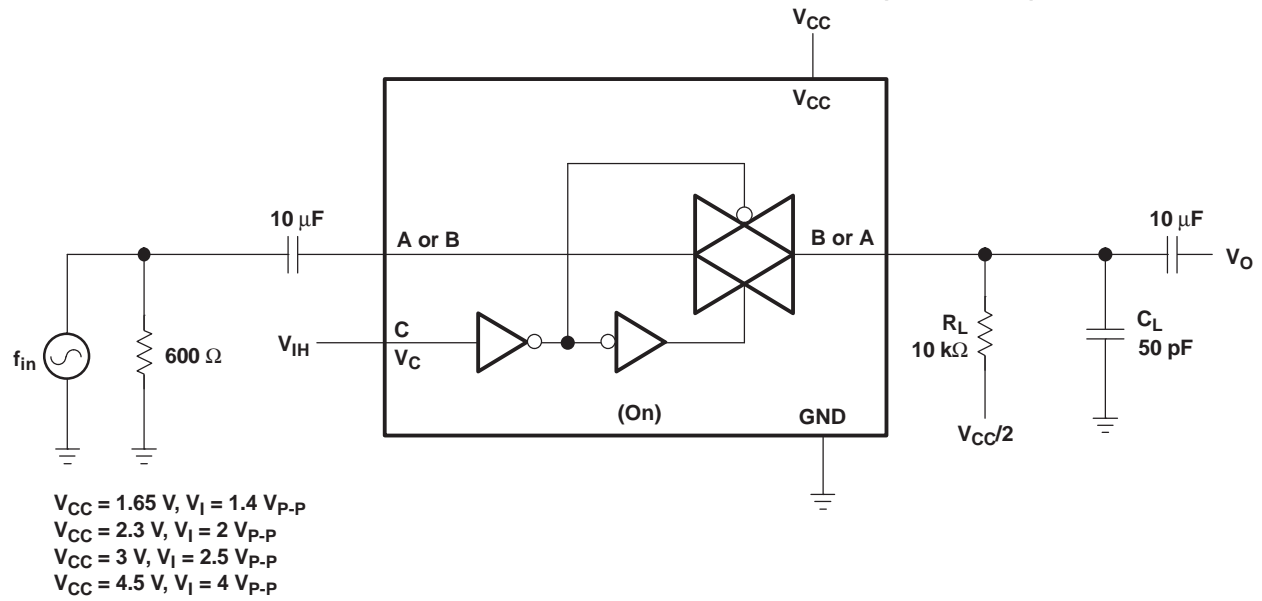 VCC
VCC
10 μF
A or B
B or A
10 μF
VO
fin
600 Ω
VIH
C
VC
RL
10 kΩ
CL
50 pF
(On)
GND
VCC/2
VCC = 1.65 V, VI = 1.4 VP-P
VCC = 2.3 V, VI = 2 VP-P
VCC = 3 V, VI = 2.5 VP-P
VCC = 4.5 V, VI = 4 VP-P